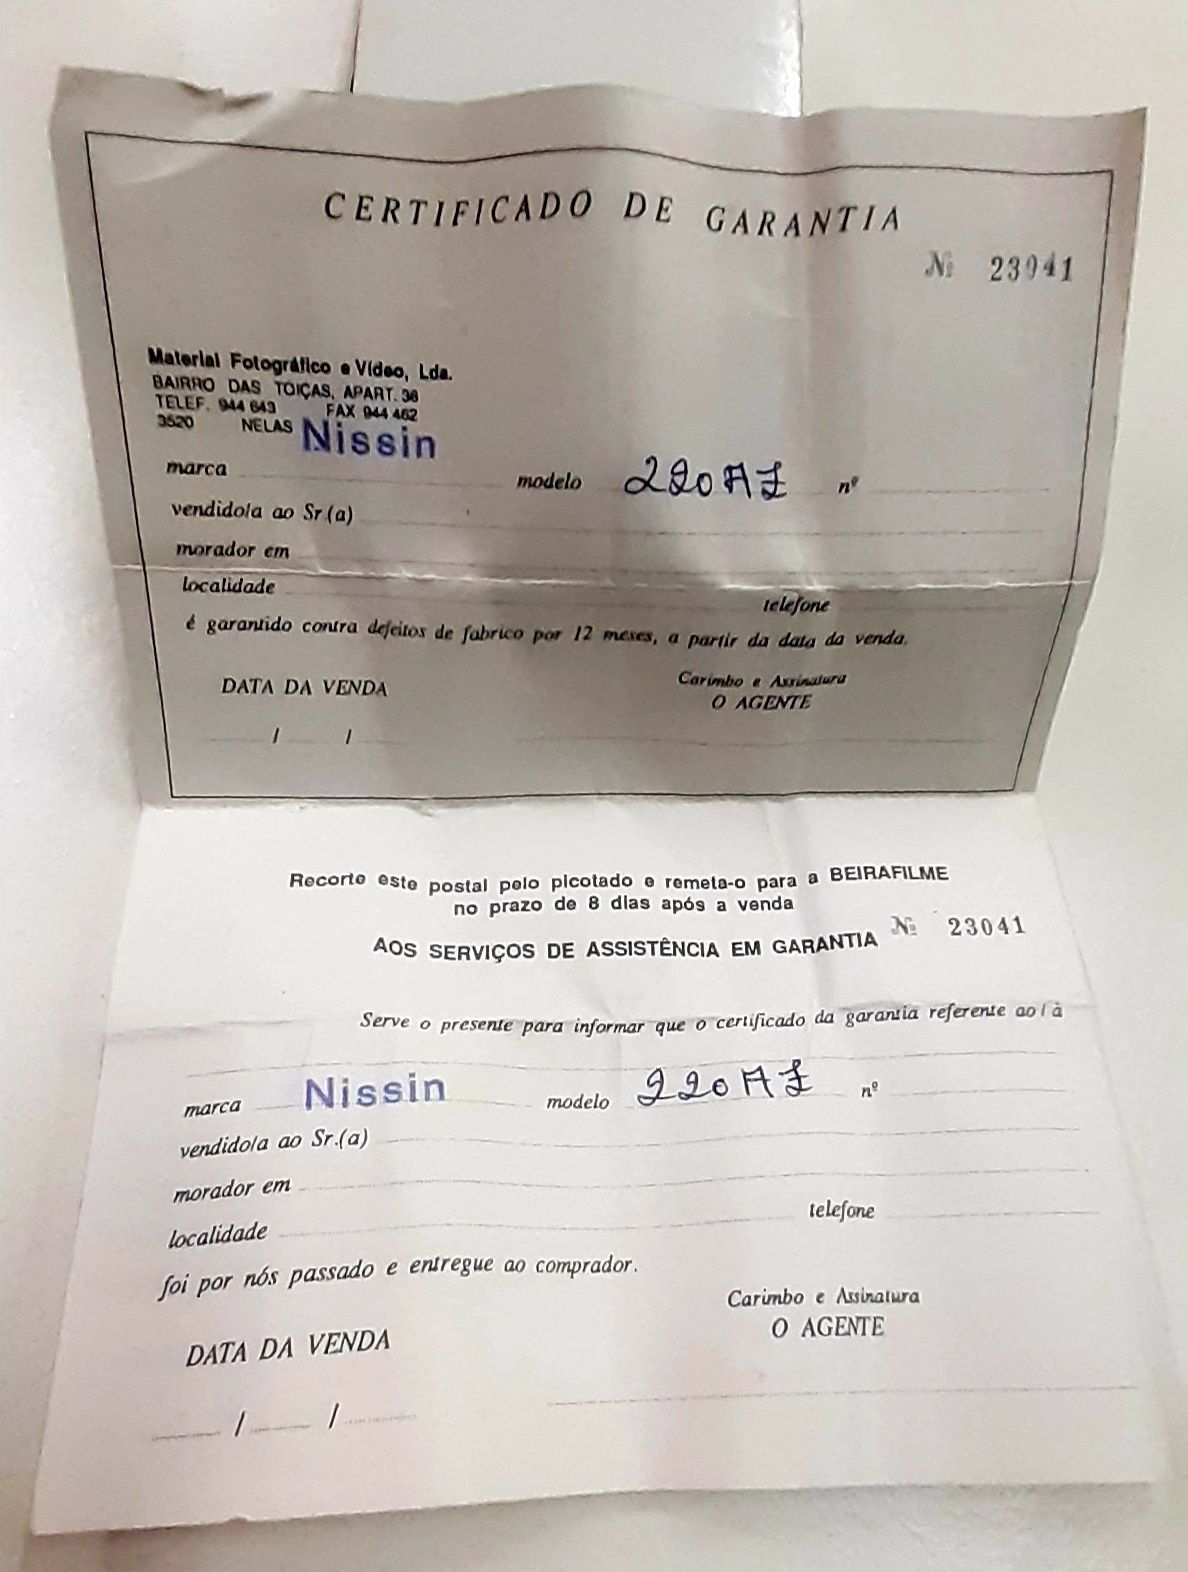 CERTIFICADO DE GARANTIA
Nº 23041
Material Fotográfico e Vídeo, Lda.
BAIRRO DAS TOIÇAS, APART. 36
TELEF. 944 643 FAX 944 462
3520 NELAS
marca Nissin modelo 220AZ nº
vendido/a ao Sr.(a)
morador em
localidade telefone
é garantido contra defeitos de fabrico por 12 meses, a partir da data da venda.
DATA DA VENDA Carimbo e Assinatura
O AGENTE
/ /
Recorte este postal pelo picotado e remeta-o para a BEIRAFILME
no prazo de 8 dias após a venda
AOS SERVIÇOS DE ASSISTÊNCIA EM GARANTIA Nº 23041
Serve o presente para informar que o certificado da garantia referente ao / à
marca Nissin modelo 220AZ nº
vendido/a ao Sr.(a)
morador em
localidade telefone
foi por nós passado e entregue ao comprador.
Carimbo e Assinatura
DATA DA VENDA O AGENTE
/ /